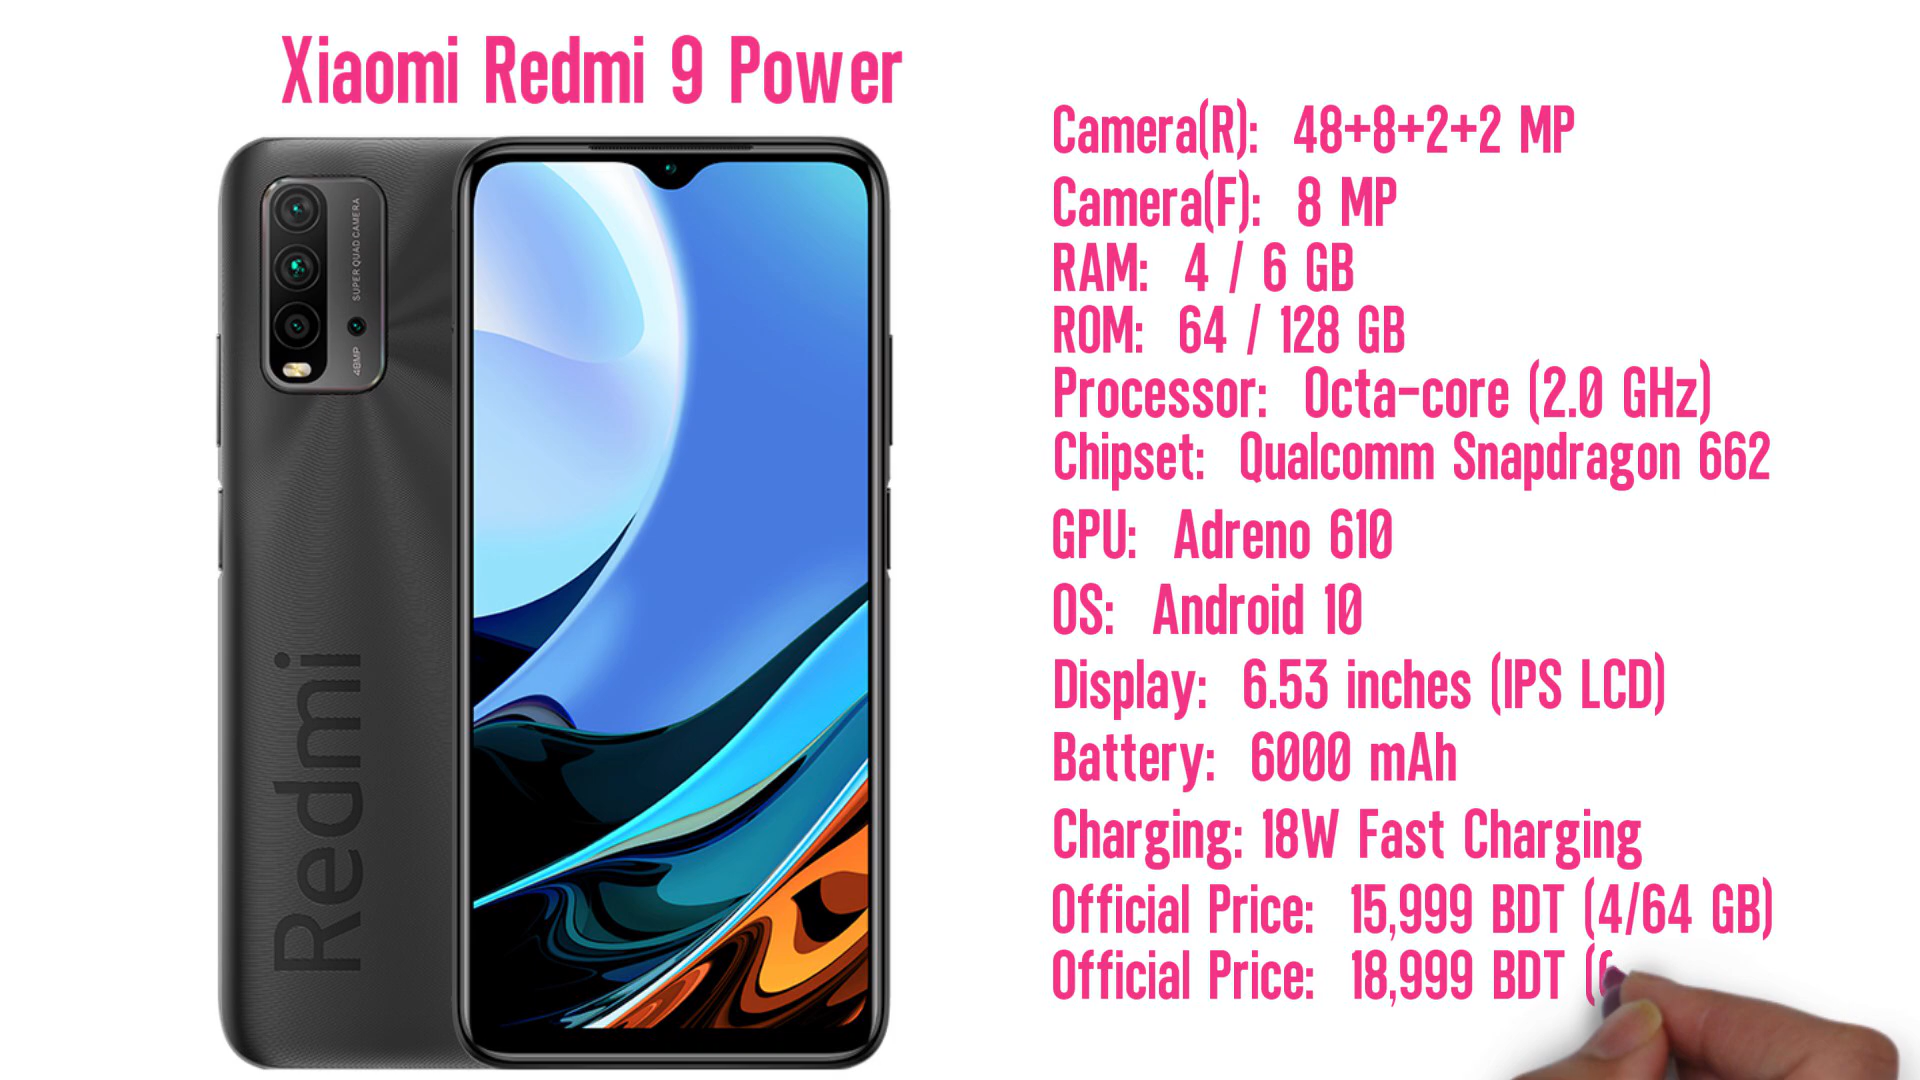 Xiaomi Redmi 9 Power
SUPER QUAD CAMERA
48MP
Redmi
Camera(R): 48+8+2+2 MP
Camera(F): 8 MP
RAM: 4 / 6 GB
ROM: 64 / 128 GB
Processor: Octa-core (2.0 GHz)
Chipset: Qualcomm Snapdragon 662
GPU: Adreno 610
OS: Android 10
Display: 6.53 inches (IPS LCD)
Battery: 6000 mAh
Charging: 18W Fast Charging
Official Price: 15,999 BDT (4/64 GB)
Official Price: 18,999 BDT (